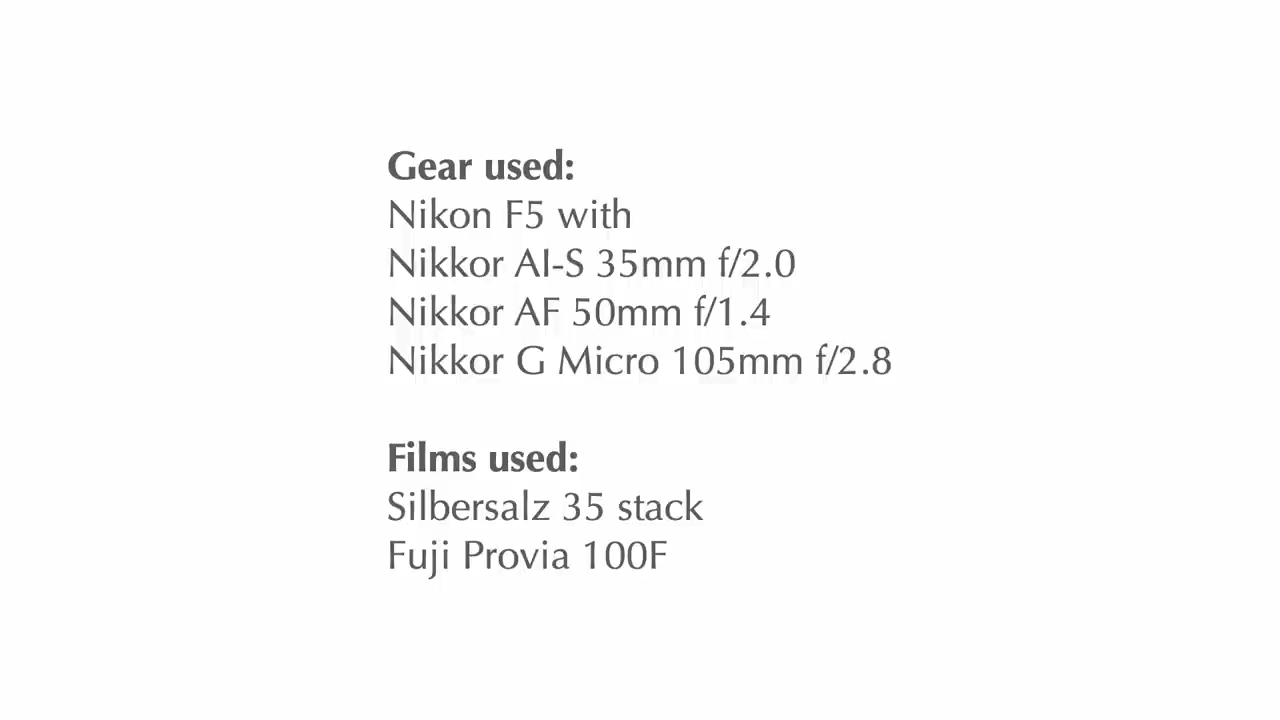 Gear used:
Nikon F5 with
Nikkor AI-S 35mm f/2.0
Nikkor AF 50mm f/1.4
Nikkor G Micro 105mm f/2.8
Films used:
Silbersalz 35 stack
Fuji Provia 100F